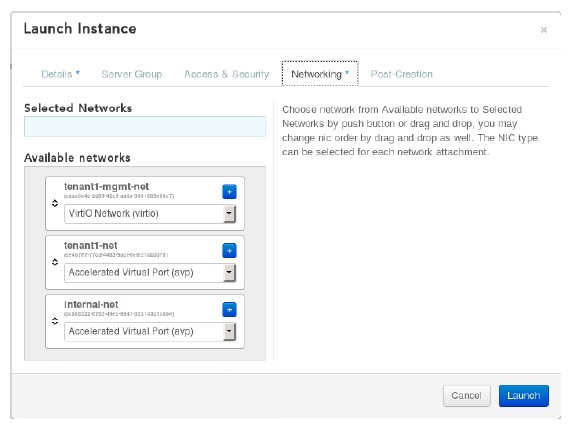 Launch Instance
×
Details *
Server Group
Access & Security
Networking *
Post-Creation
Selected Networks
Choose network from Available networks to Selected
Networks by push button or drag and drop, you may
change nic order by drag and drop as well. The NIC type
can be selected for each network attachment.
Available networks
tenant1-mgmt-net
+
VirtIO Network (virtio)
tenant1-net
+
Accelerated Virtual Port (avp)
Internal-net
+
Accelerated Virtual Port (avp)
Cancel
Launch